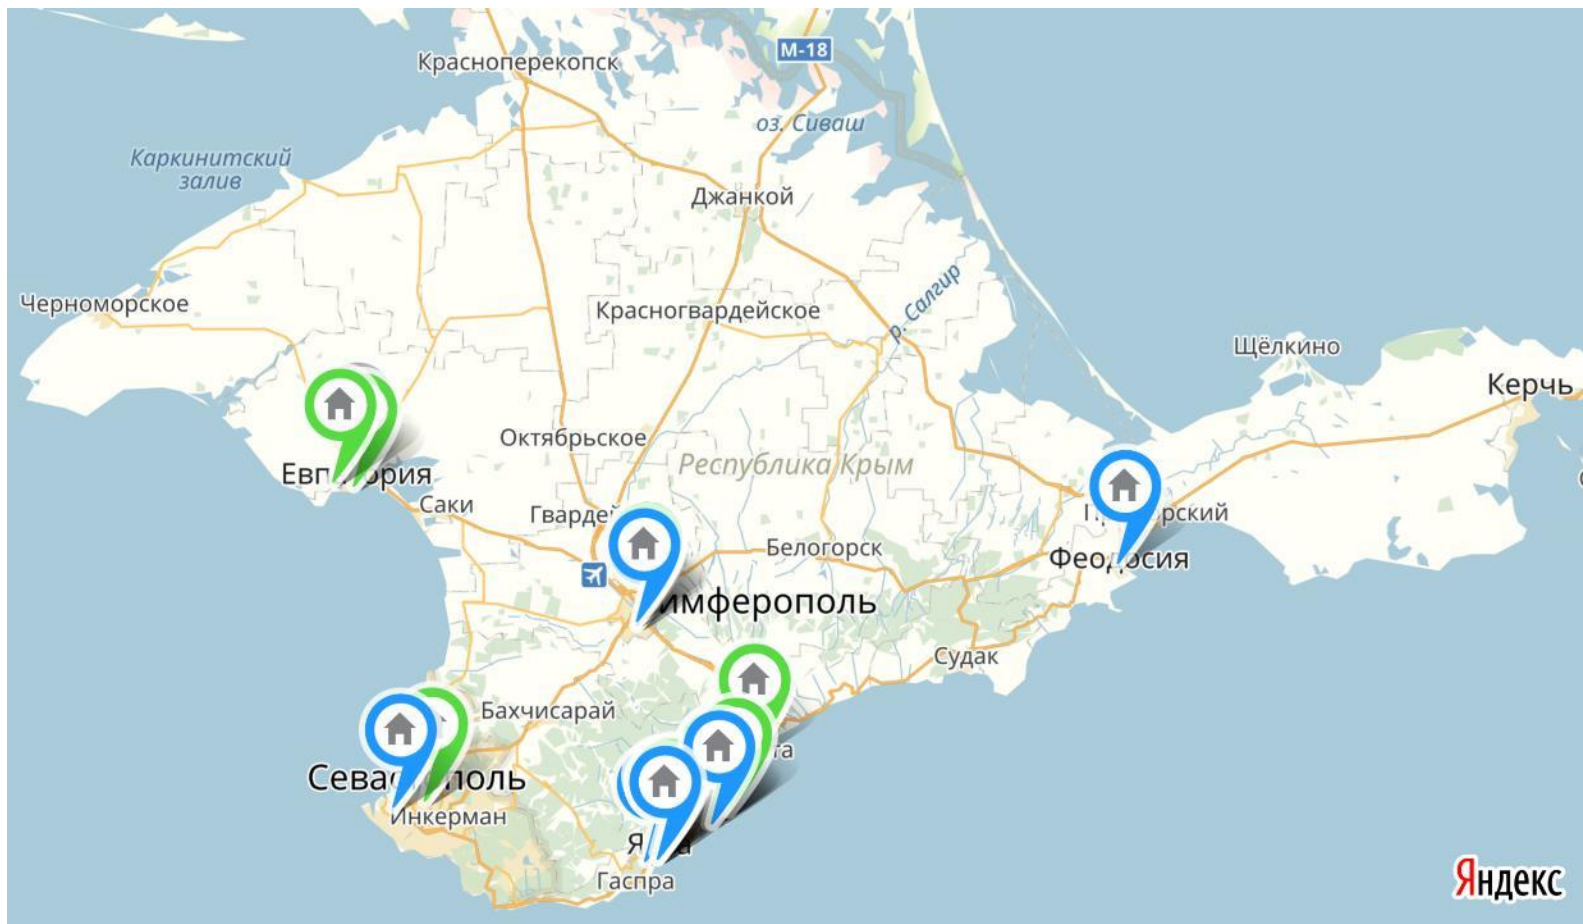 М-18
Красноперекопск
оз. Сиваш
Каркинитский
залив
Джанкой
Черноморское
р. Салгир
Красногвардейское
Щёлкино
Керчь
Октябрьское
Республика Крым
Саки
Феодосия
Белогорск
Судак
Бахчисарай
Инкерман
Гаспра
Яндекс